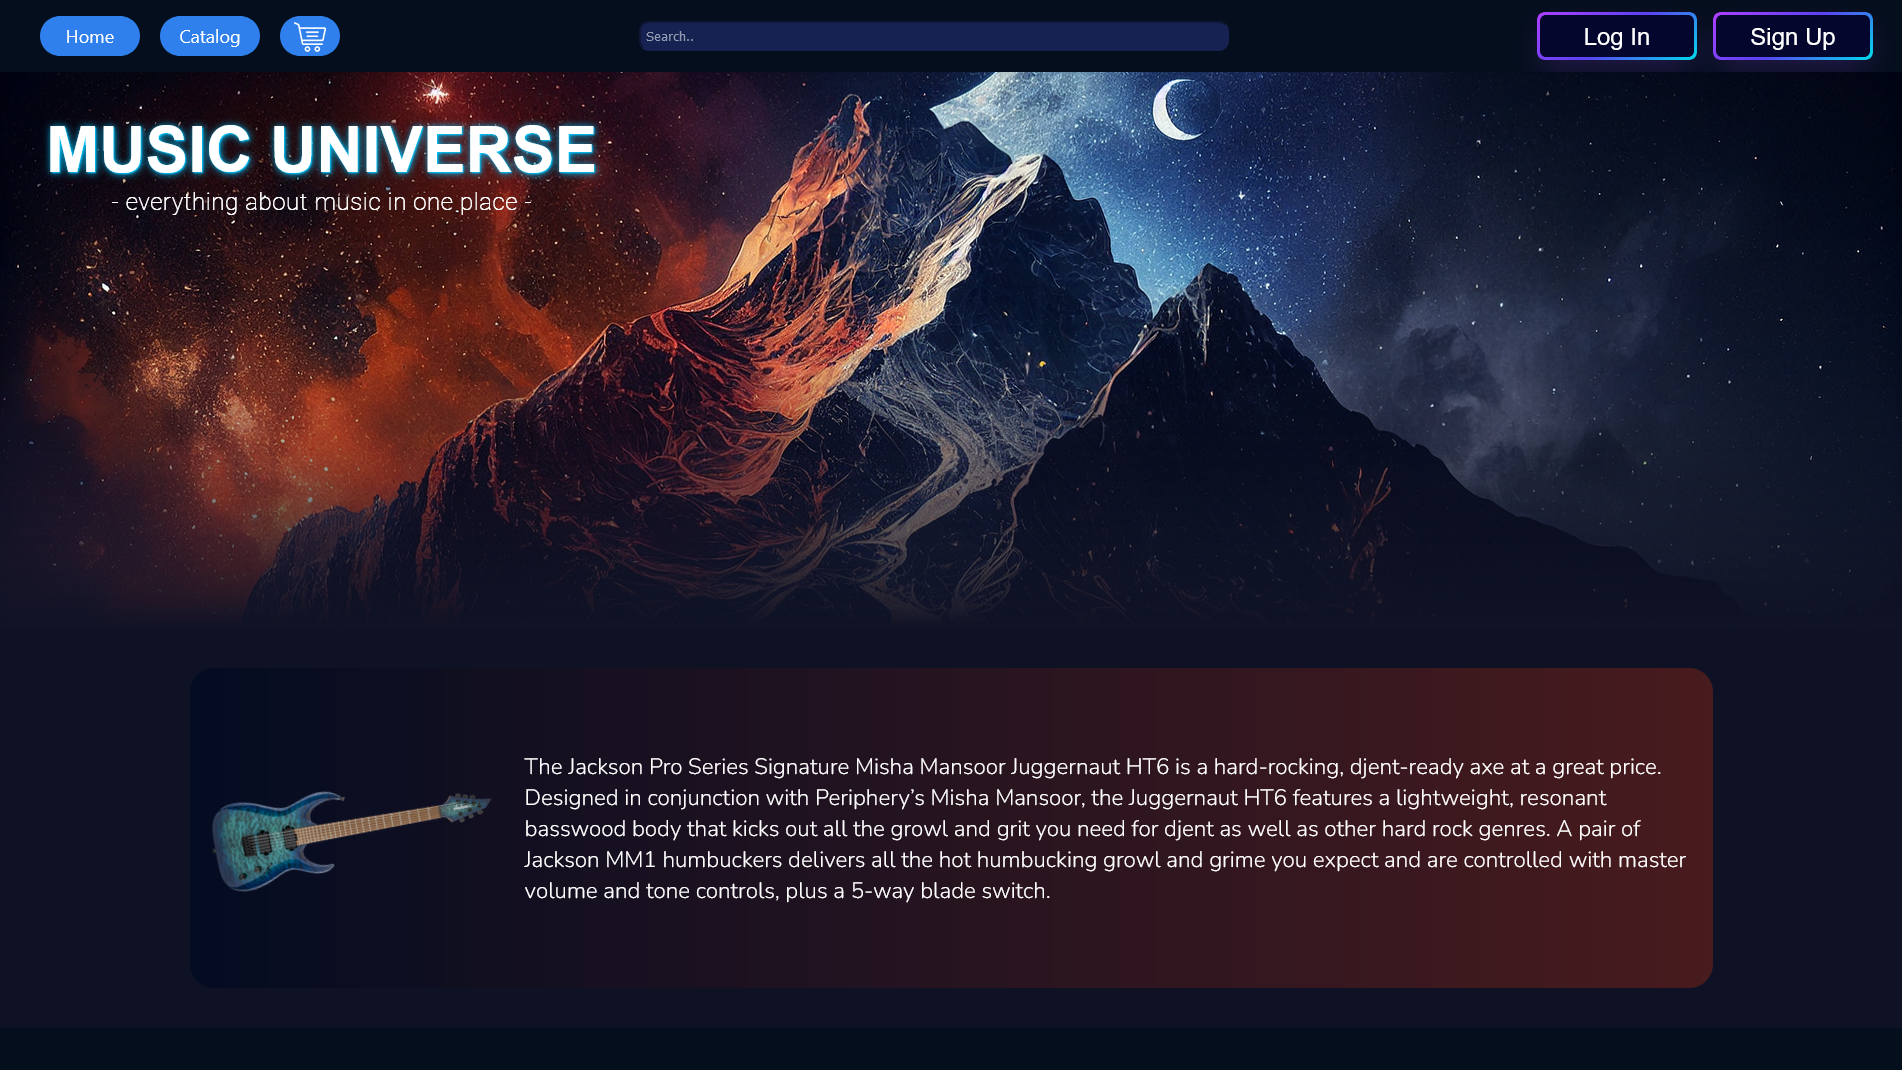 Home
Catalog
Search..
Log In
Sign Up
MUSIC UNIVERSE
- everything about music in one place -
The Jackson Pro Series Signature Misha Mansoor Juggernaut HT6 is a hard-rocking, djent-ready axe at a great price.
Designed in conjunction with Periphery’s Misha Mansoor, the Juggernaut HT6 features a lightweight, resonant
basswood body that kicks out all the growl and grit you need for djent as well as other hard rock genres. A pair of
Jackson MM1 humbuckers delivers all the hot humbucking growl and grime you expect and are controlled with master
volume and tone controls, plus a 5-way blade switch.